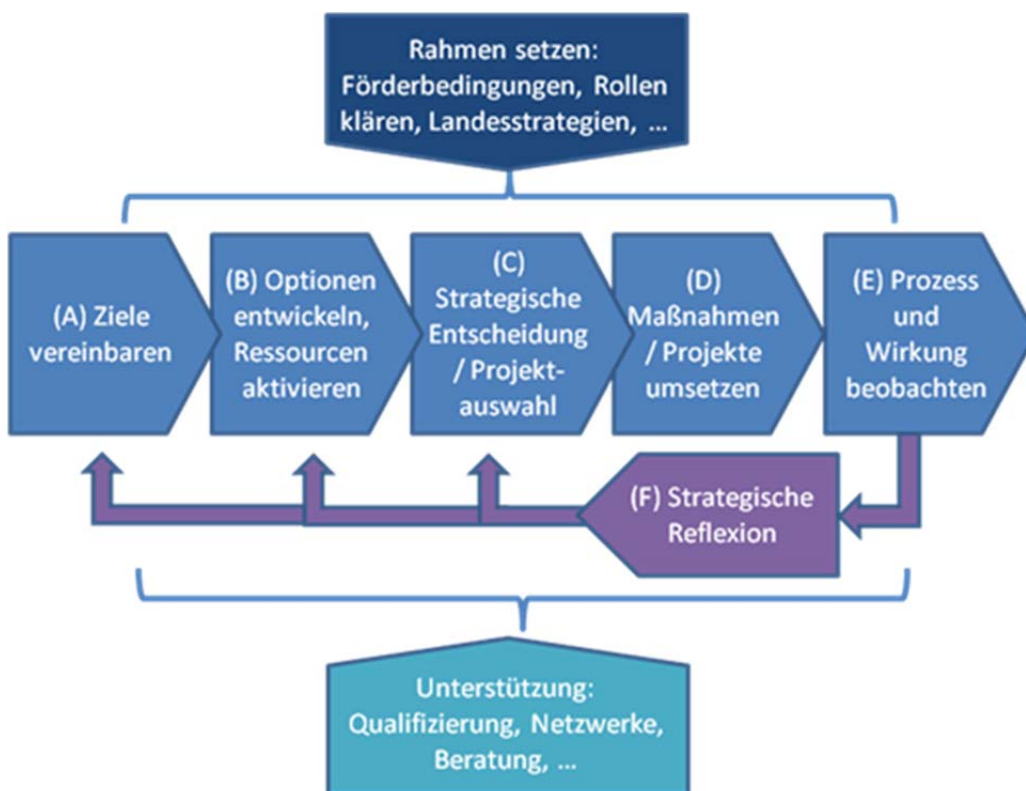 Rahmen setzen:
Förderbedingungen, Rollen
klären, Landesstrategien, ...
(A) Ziele
vereinbaren
(B) Optionen
entwickeln,
Ressourcen
aktivieren
(C)
Strategische
Entscheidung
/ Projekt-
auswahl
(D)
Maßnahmen
/ Projekte
umsetzen
(E) Prozess
und
Wirkung
beobachten
(F) Strategische
Reflexion
Unterstützung:
Qualifizierung, Netzwerke,
Beratung, ...